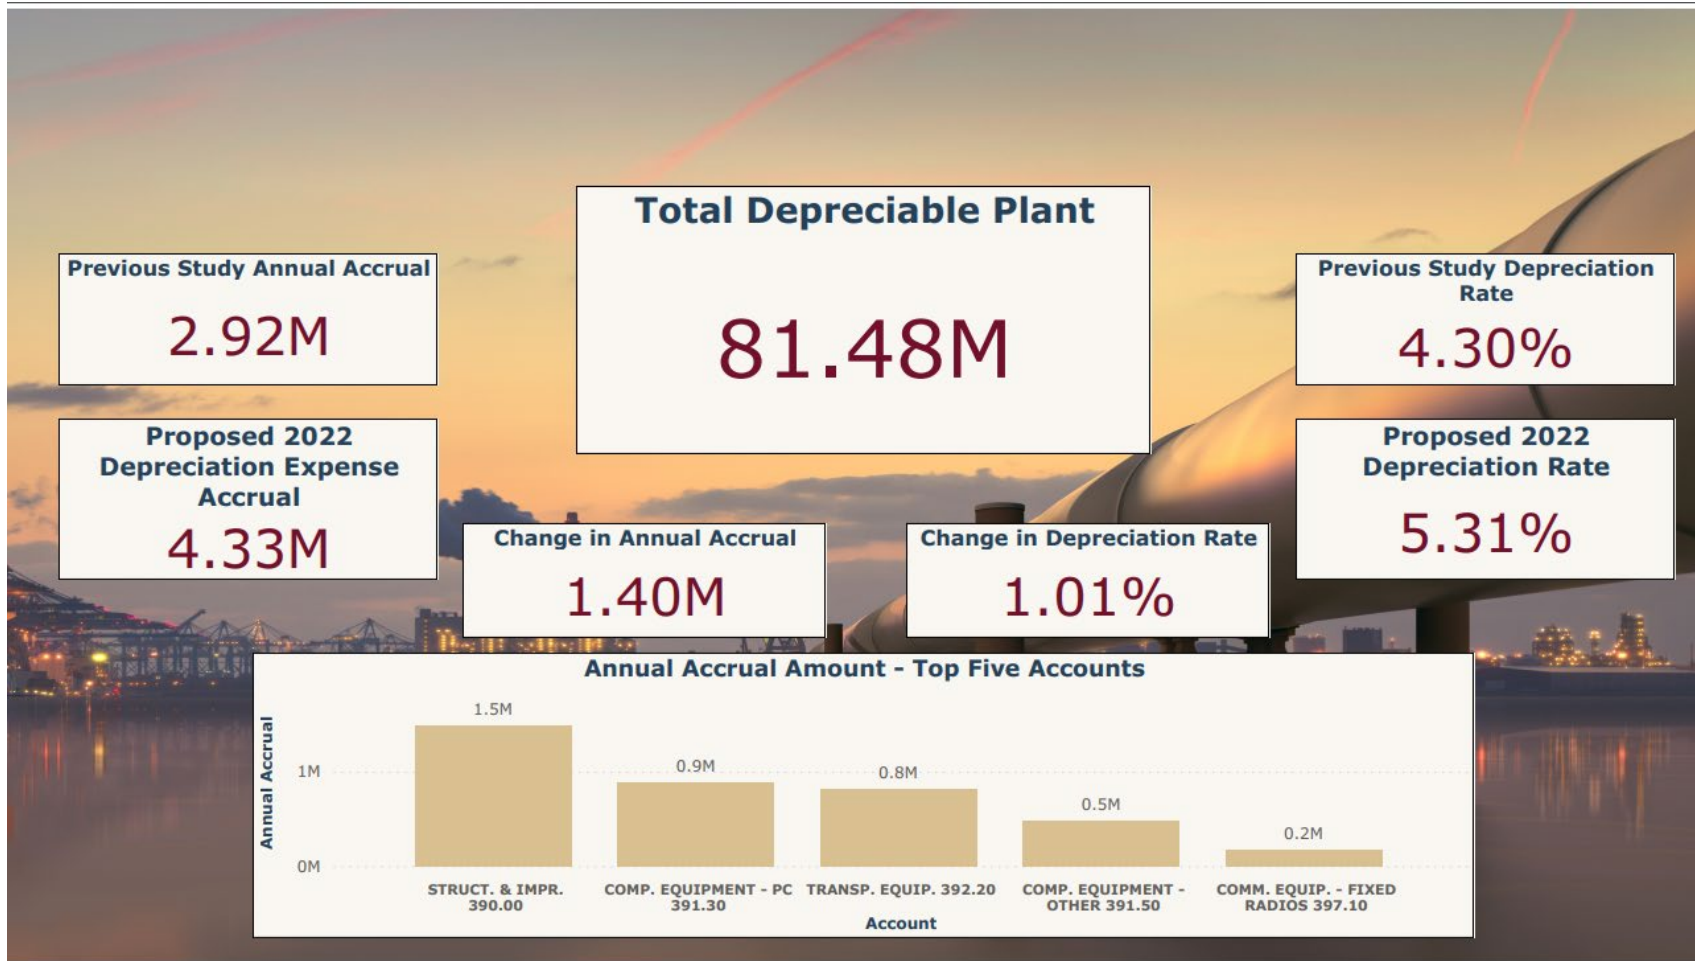 Total Depreciable Plant
81.48M
Previous Study Annual Accrual
2.92M
Previous Study Depreciation
Rate
4.30%
Proposed 2022
Depreciation Expense
Accrual
4.33M
Proposed 2022
Depreciation Rate
5.31%
Change in Annual Accrual
1.40M
Change in Depreciation Rate
1.01%
Annual Accrual Amount - Top Five Accounts
Annual Accrual
1M
0M
1.5M
0.9M
0.8M
0.5M
0.2M
STRUCT. & IMPR.
390.00
COMP. EQUIPMENT - PC
391.30
TRANSP. EQUIP. 392.20
COMP. EQUIPMENT -
OTHER 391.50
COMM. EQUIP. - FIXED
RADIOS 397.10
Account